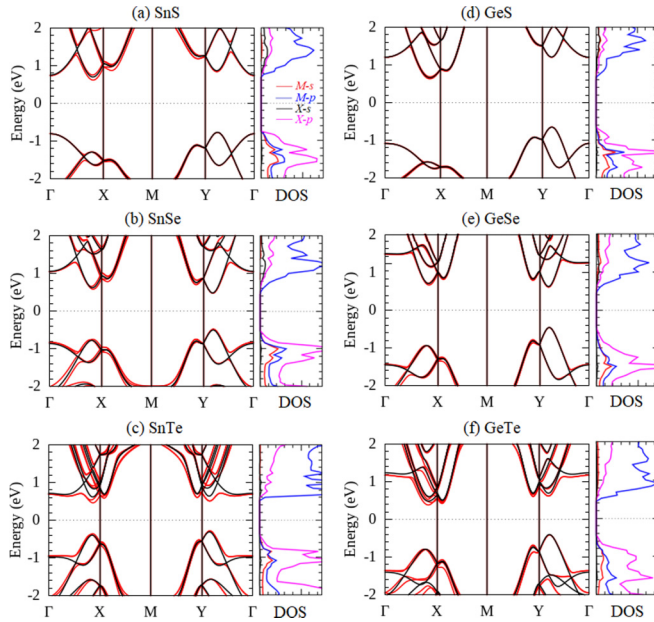 (a) SnS
Energy (eV)
2
1
0
-1
-2
Γ X M Y Γ DOS
M-s
M-p
X-s
X-p
(d) GeS
Energy (eV)
2
1
0
-1
-2
Γ X M Y Γ DOS
(b) SnSe
Energy (eV)
2
1
0
-1
-2
Γ X M Y Γ DOS
(e) GeSe
Energy (eV)
2
1
0
-1
-2
Γ X M Y Γ DOS
(c) SnTe
Energy (eV)
2
1
0
-1
-2
Γ X M Y Γ DOS
(f) GeTe
Energy (eV)
2
1
0
-1
-2
Γ X M Y Γ DOS